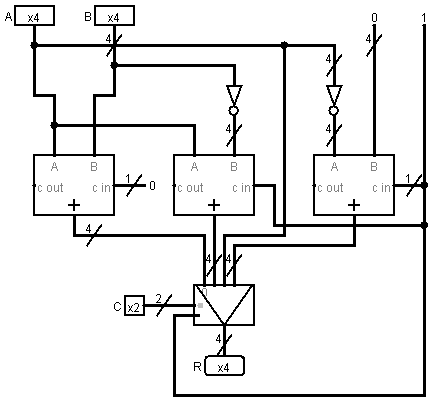 A x4 B x4 0 1
4 4 4
4 4
A B A B A B
c out c in 1 0 c out c in c out c in 1
+ + +
4 4 4 4
0
C x2 2
4
R x4